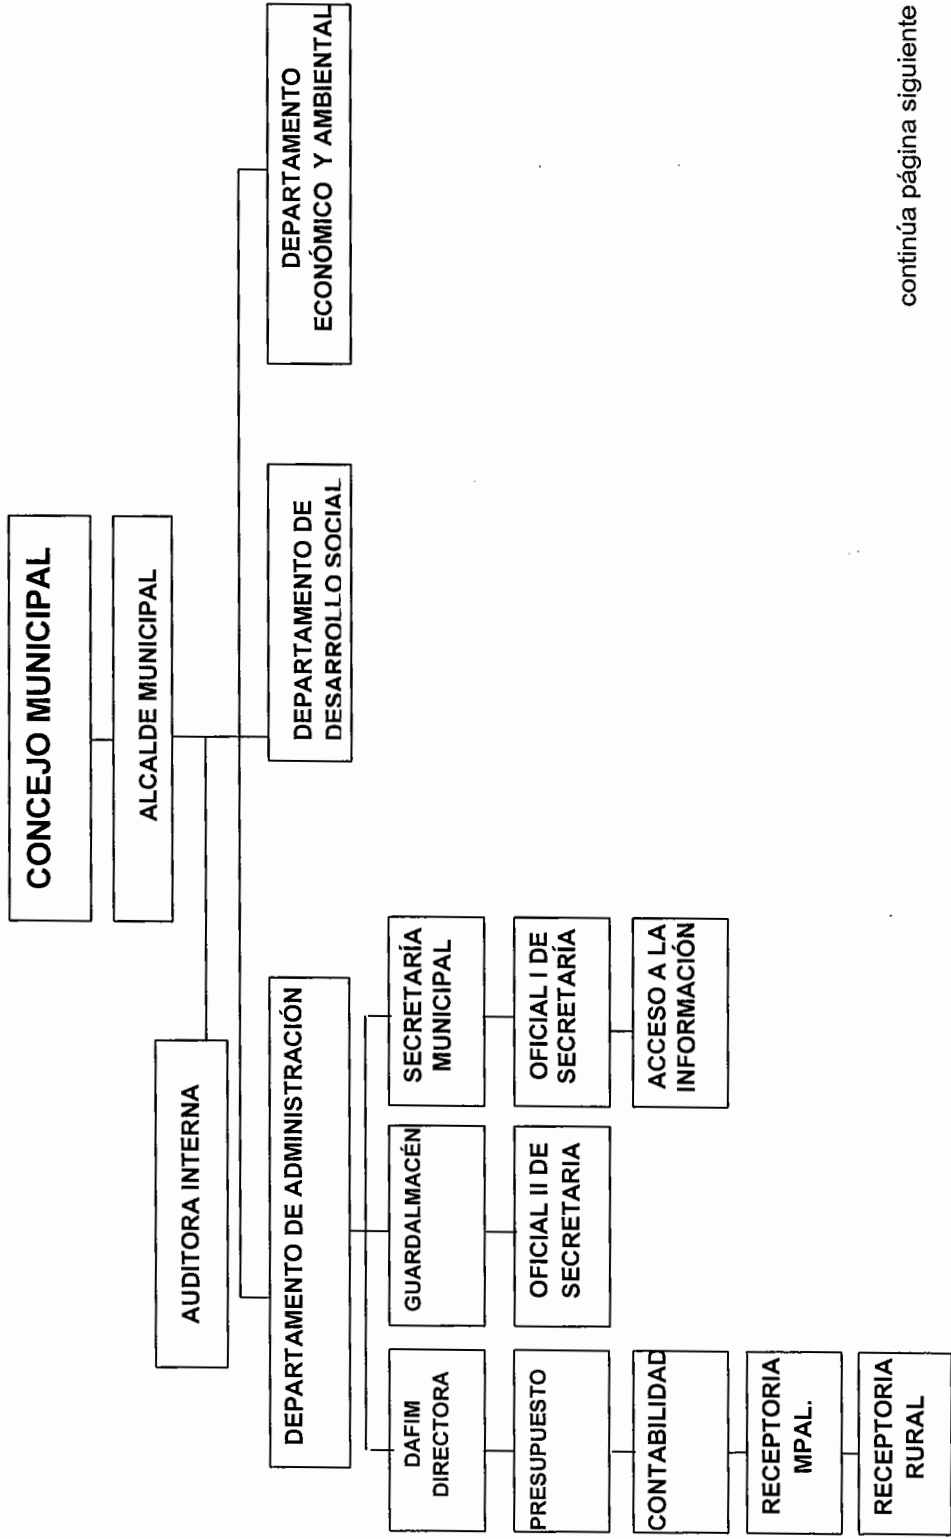 CONCEJO MUNICIPAL
ALCALDE MUNICIPAL
AUDITORA INTERNA
DEPARTAMENTO DE ADMINISTRACIÓN
DEPARTAMENTO DE
DESARROLLO SOCIAL
DEPARTAMENTO
ECONÓMICO Y AMBIENTAL
DAFIM
DIRECTORA
GUARDALMACÉN
SECRETARÍA
MUNICIPAL
PRESUPUESTO
OFICIAL II DE
SECRETARIA
OFICIAL I DE
SECRETARÍA
CONTABILIDAD
ACCESO A LA
INFORMACIÓN
RECEPTORIA
MPAL.
RECEPTORIA
RURAL
continúa página siguiente